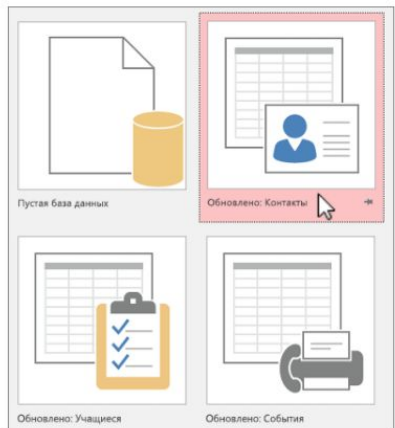 Пустая база данных
Обновлено: Контакты
Обновлено: Учащиеся
Обновлено: События